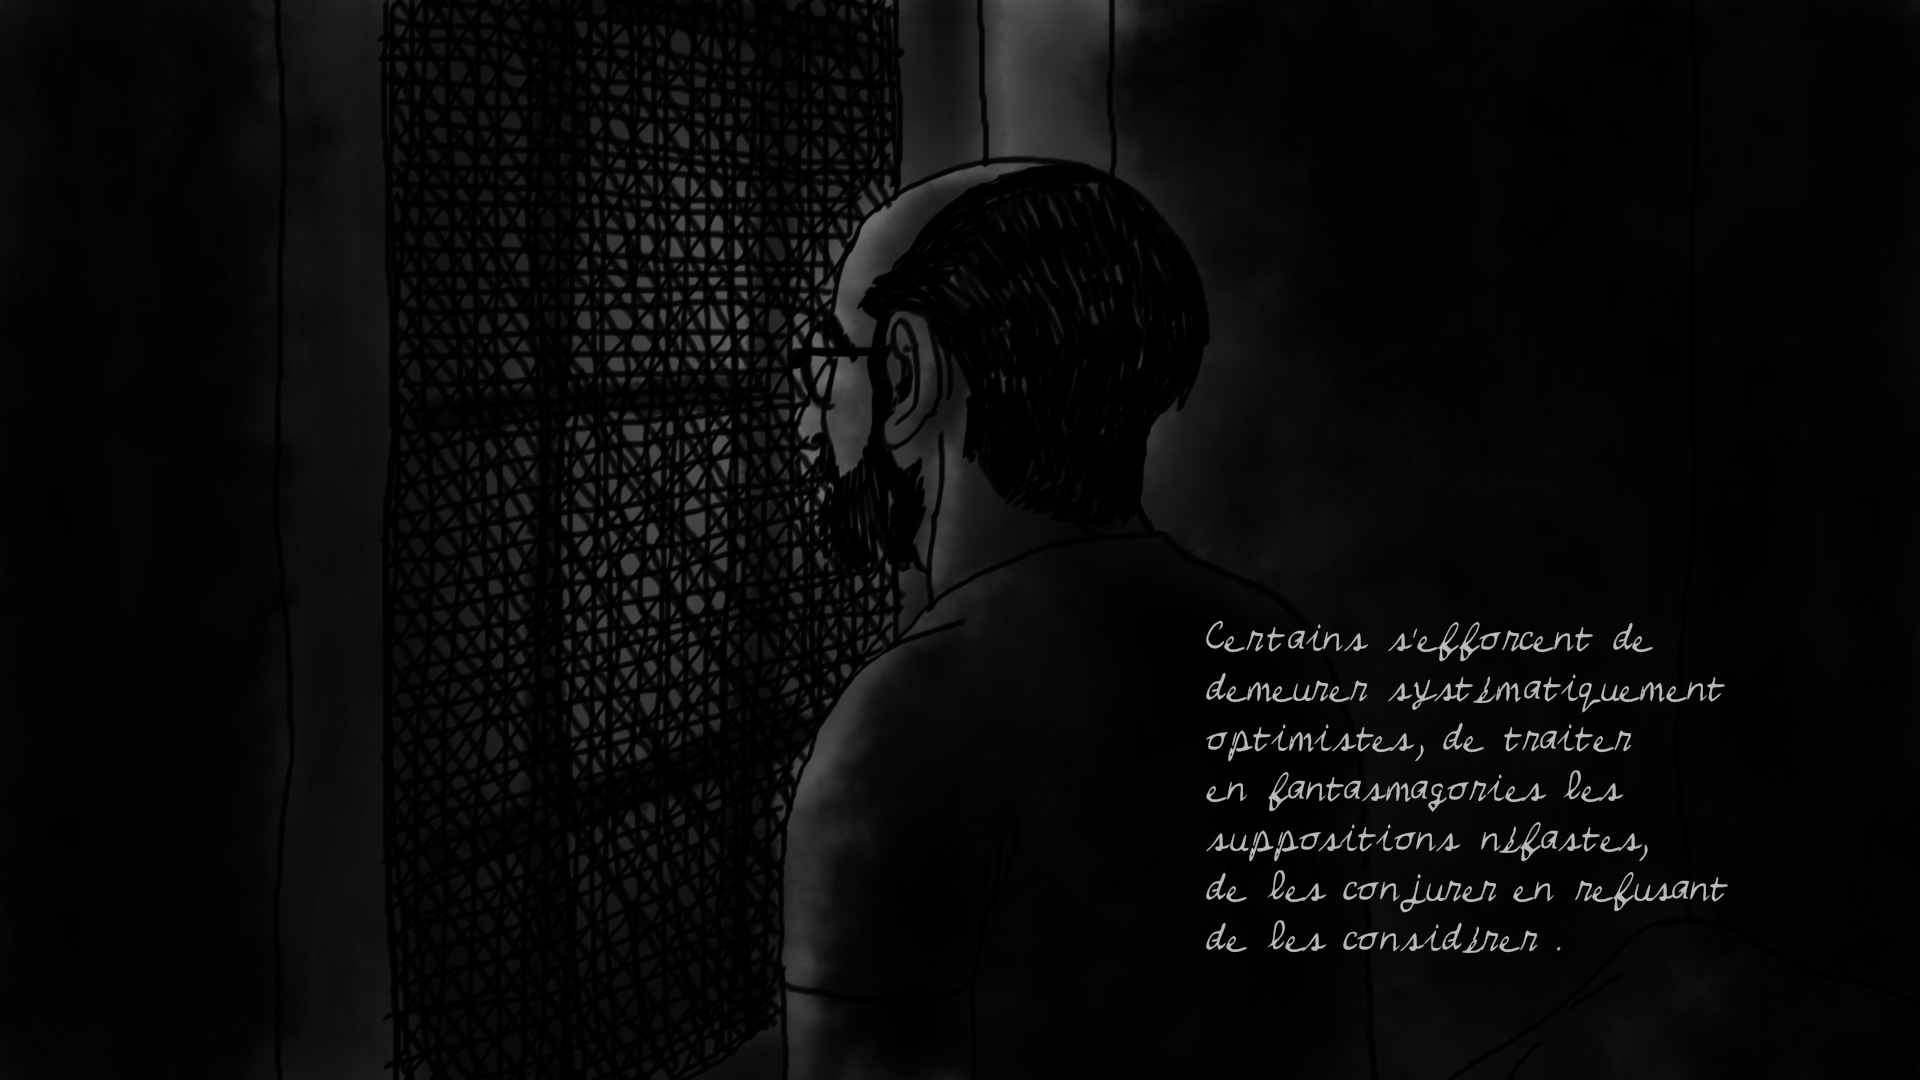 Certains s'efforcent de
demeurer systématiquement
optimistes, de traiter
en fantasmagories les
suppositions néfastes,
de les conjurer en refusant
de les considérer .